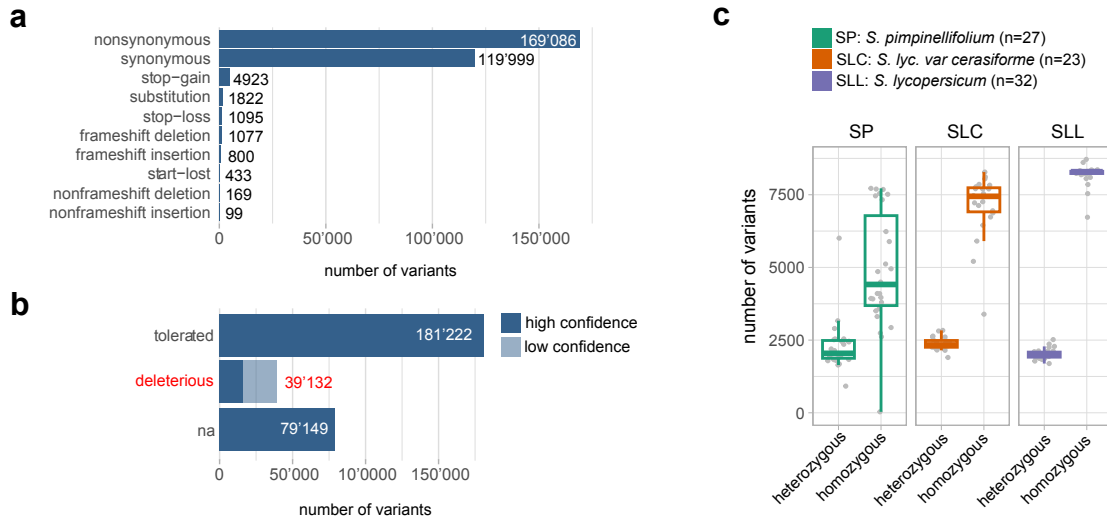 a
nonsynonymous 169'086
synonymous 119'999
stop−gain 4923
substitution 1822
stop−loss 1095
frameshift deletion 1077
frameshift insertion 800
start−lost 433
nonframeshift deletion 169
nonframeshift insertion 99
0 50'000 100'000 150'000
number of variants
b
high confidence
low confidence
tolerated 181'222
deleterious 39'132
na 79'149
0 50'000 100'000 150'000
number of variants
c
SP: S. pimpinellifolium (n=27)
SLC: S. lyc. var cerasiforme (n=23)
SLL: S. lycopersicum (n=32)
SP SLC SLL
7500
5000
2500
0
number of variants
heterozygous homozygous heterozygous homozygous heterozygous homozygous